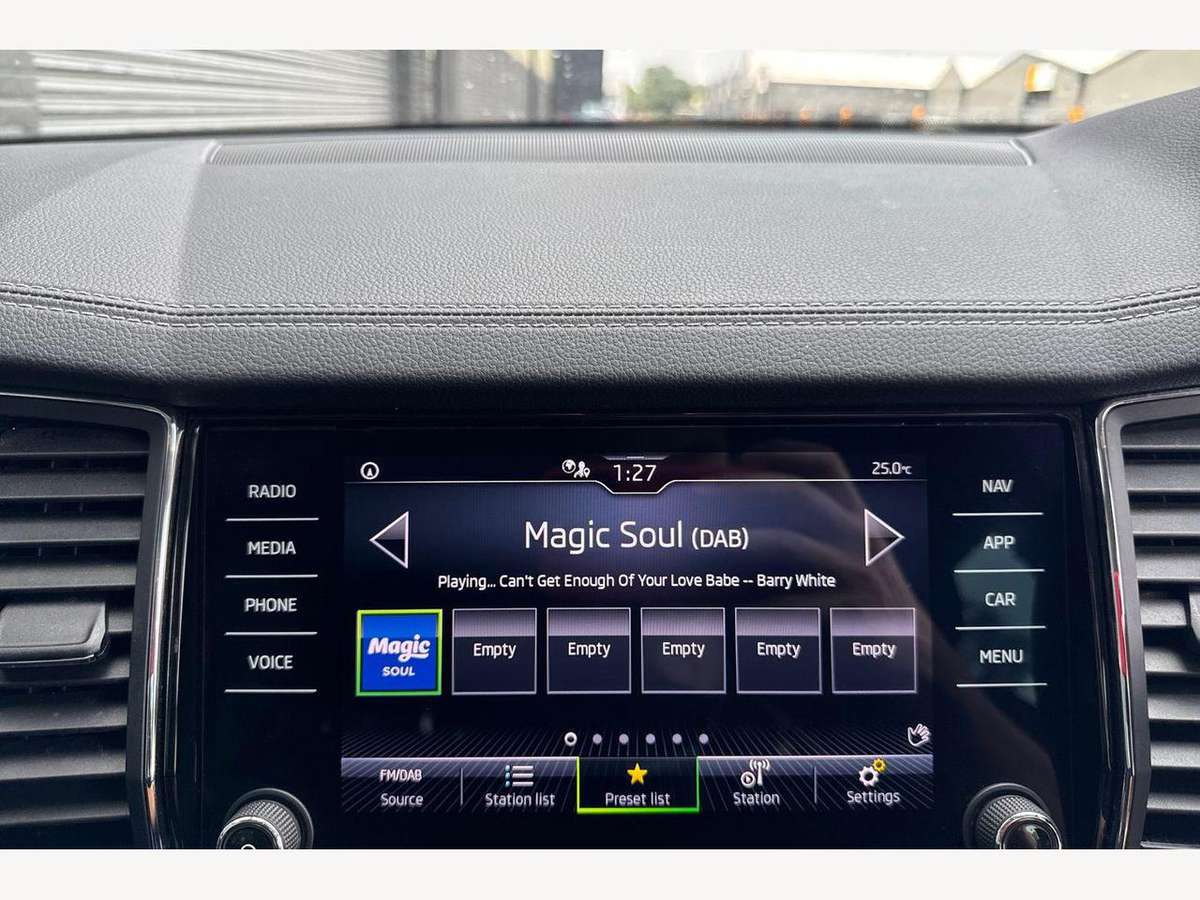 1:27
25.0°C
RADIO
MEDIA
PHONE
VOICE
NAV
APP
CAR
MENU
Magic Soul (DAB)
Playing... Can't Get Enough Of Your Love Babe -- Barry White
Magic
SOUL
Empty
Empty
Empty
Empty
Empty
FM/DAB
Source
Station list
Preset list
Station
Settings